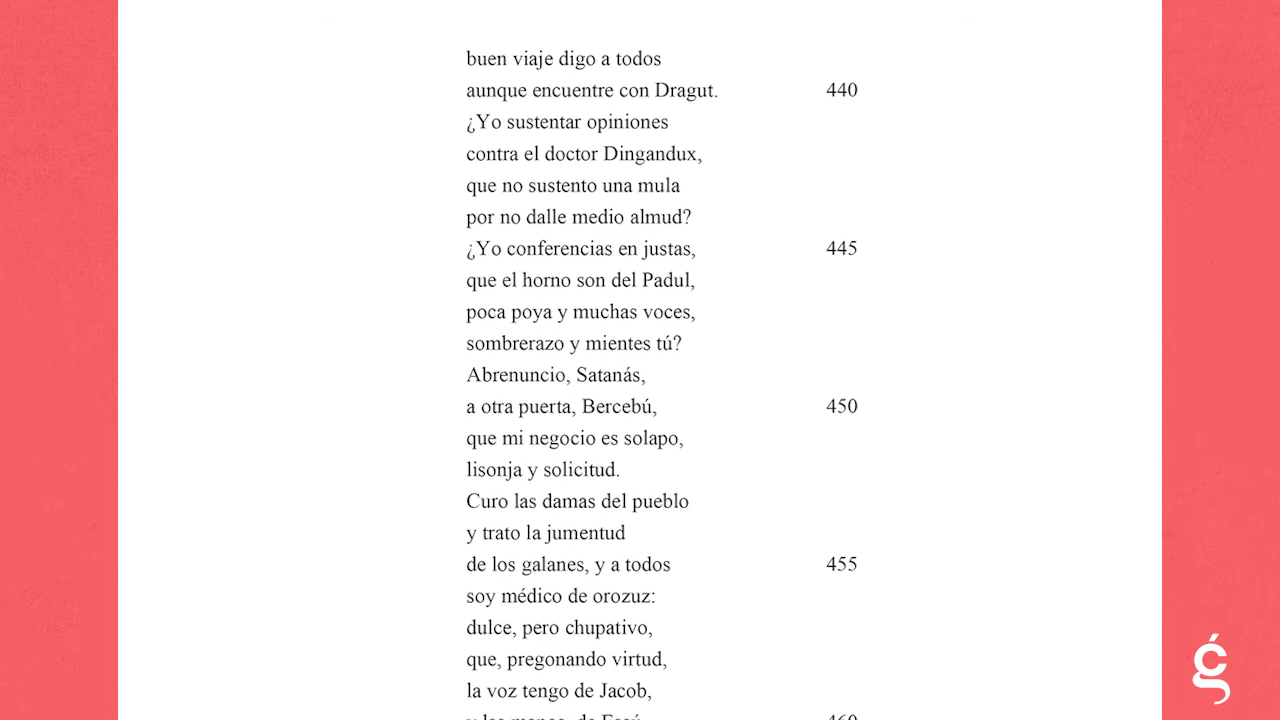 buen viaje digo a todos
aunque encuentre con Dragut. 440
¿Yo sustentar opiniones
contra el doctor Dingandux,
que no sustento una mula
por no dalle medio almud?
¿Yo conferencias en justas, 445
que el horno son del Padul,
poca poya y muchas voces,
sombrerazo y mientes tú?
Abrenuncio, Satanás,
a otra puerta, Bercebú, 450
que mi negocio es solapo,
lisonja y solicitud.
Curo las damas del pueblo
y trato la jumentud
de los galanes, y a todos 455
soy médico de orozuz:
dulce, pero chupativo,
que, pregonando virtud,
la voz tengo de Jacob,